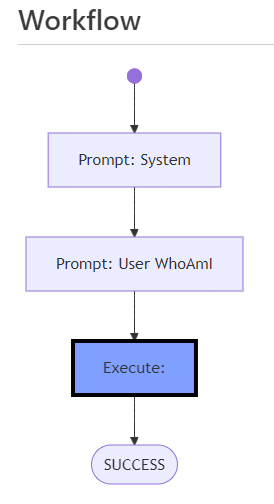 Workflow
Prompt: System
Prompt: User WhoAmI
Execute:
SUCCESS